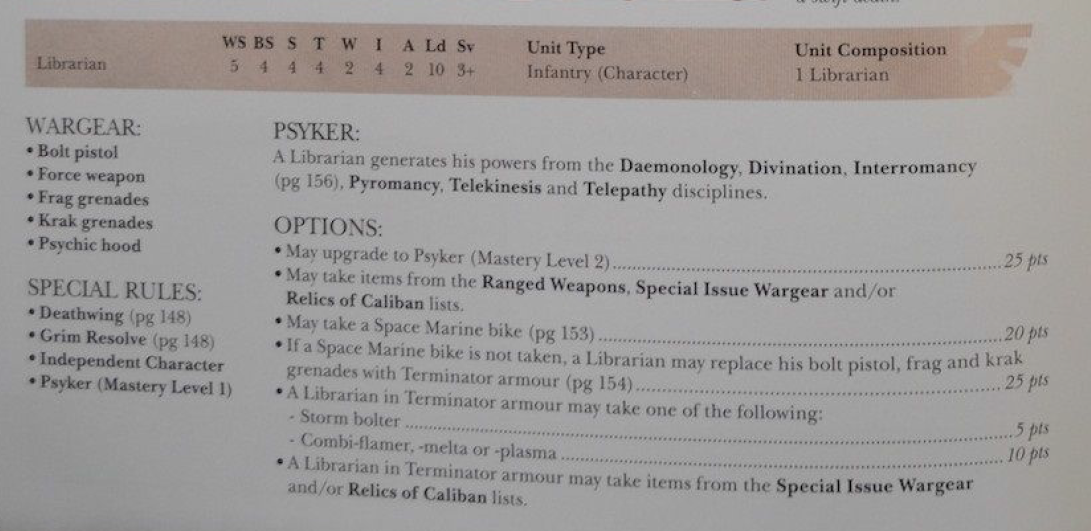 a swift death.
WS BS S T W I A Ld Sv Unit Type Unit Composition
Librarian 5 4 4 4 2 4 2 10 3+ Infantry (Character) 1 Librarian
WARGEAR:
• Bolt pistol
• Force weapon
• Frag grenades
• Krak grenades
• Psychic hood
SPECIAL RULES:
• Deathwing (pg 148)
• Grim Resolve (pg 148)
• Independent Character
• Psyker (Mastery Level 1)
PSYKER:
A Librarian generates his powers from the Daemonology, Divination, Interromancy
(pg 156), Pyromancy, Telekinesis and Telepathy disciplines.
OPTIONS:
• May upgrade to Psyker (Mastery Level 2) 25 pts
• May take items from the Ranged Weapons, Special Issue Wargear and/or
Relics of Caliban lists.
• May take a Space Marine bike (pg 153) 20 pts
• If a Space Marine bike is not taken, a Librarian may replace his bolt pistol, frag and krak
grenades with Terminator armour (pg 154) 25 pts
• A Librarian in Terminator armour may take one of the following:
- Storm bolter 5 pts
- Combi-flamer, -melta or -plasma 10 pts
• A Librarian in Terminator armour may take items from the Special Issue Wargear
and/or Relics of Caliban lists.